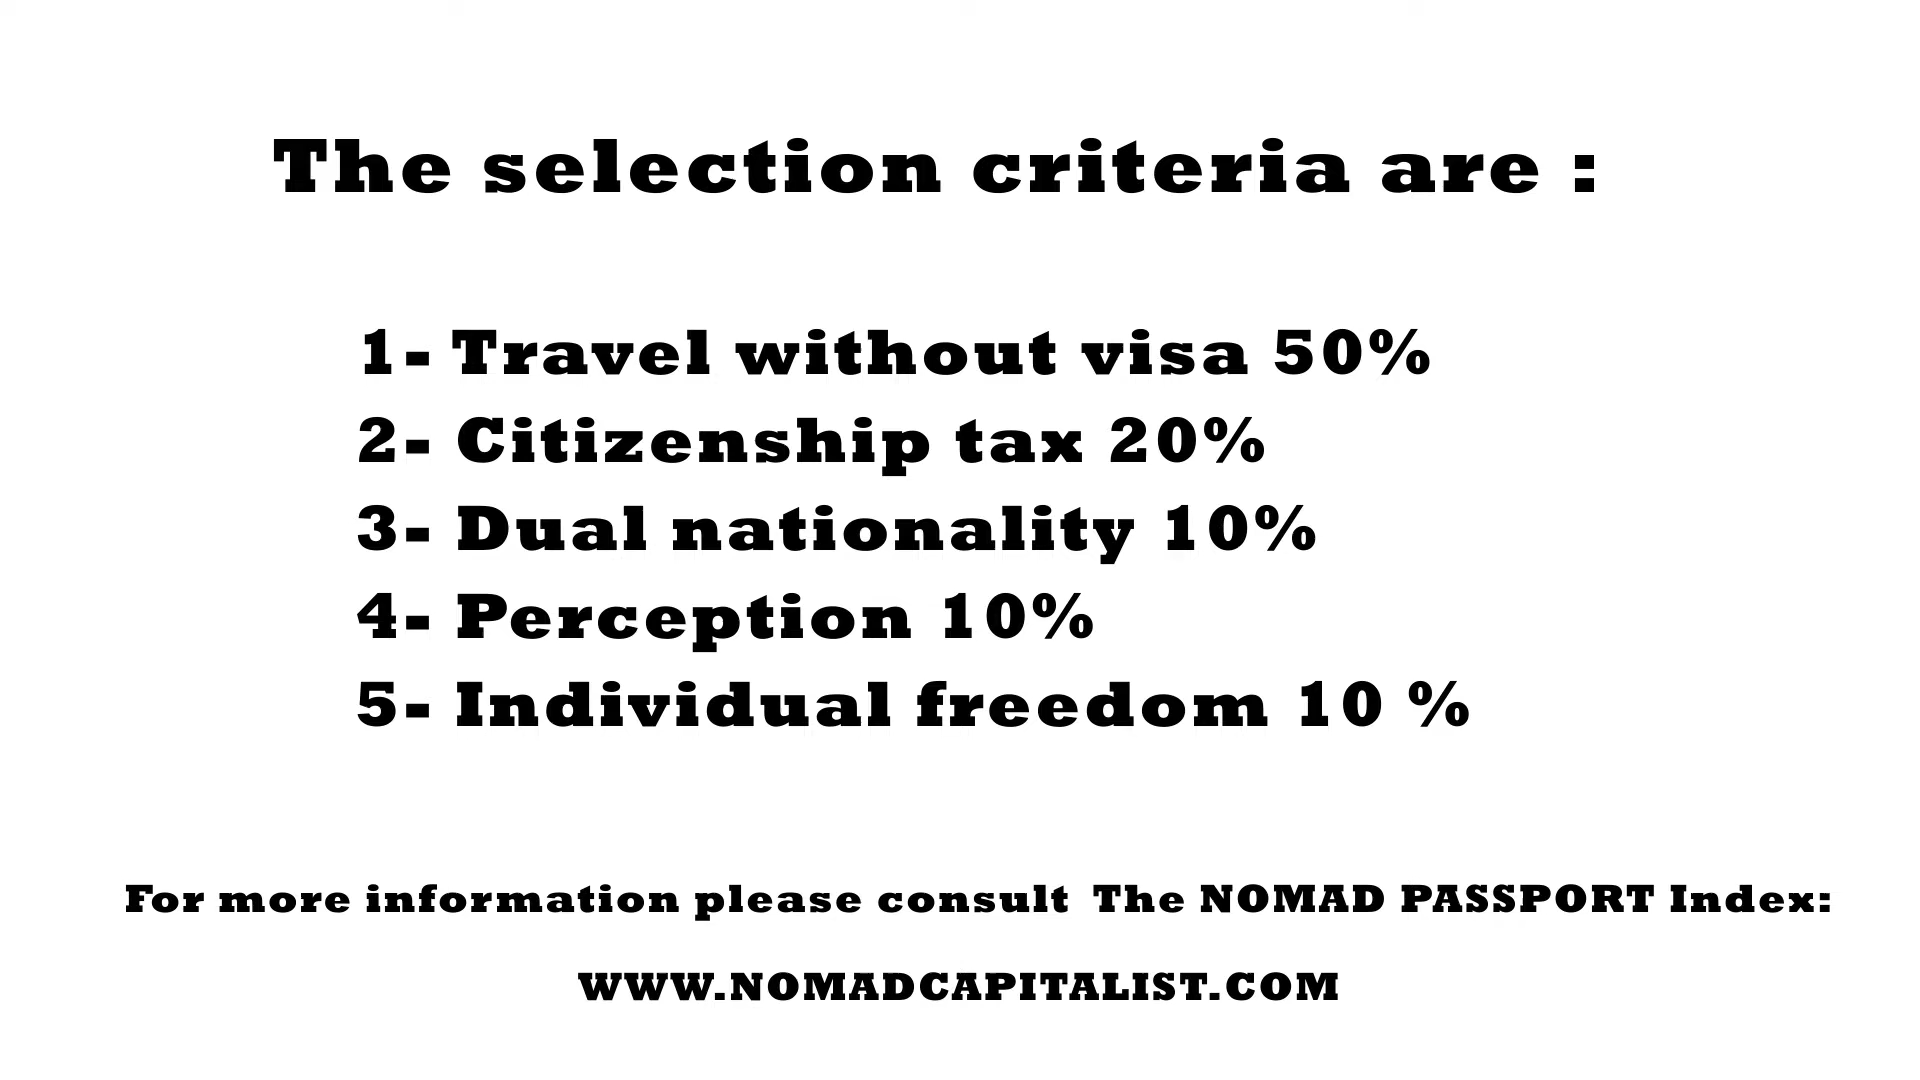 The selection criteria are :
1- Travel without visa 50%
2- Citizenship tax 20%
3- Dual nationality 10%
4- Perception 10%
5- Individual freedom 10 %
For more information please consult The NOMAD PASSPORT Index:
WWW.NOMADCAPITALIST.COM